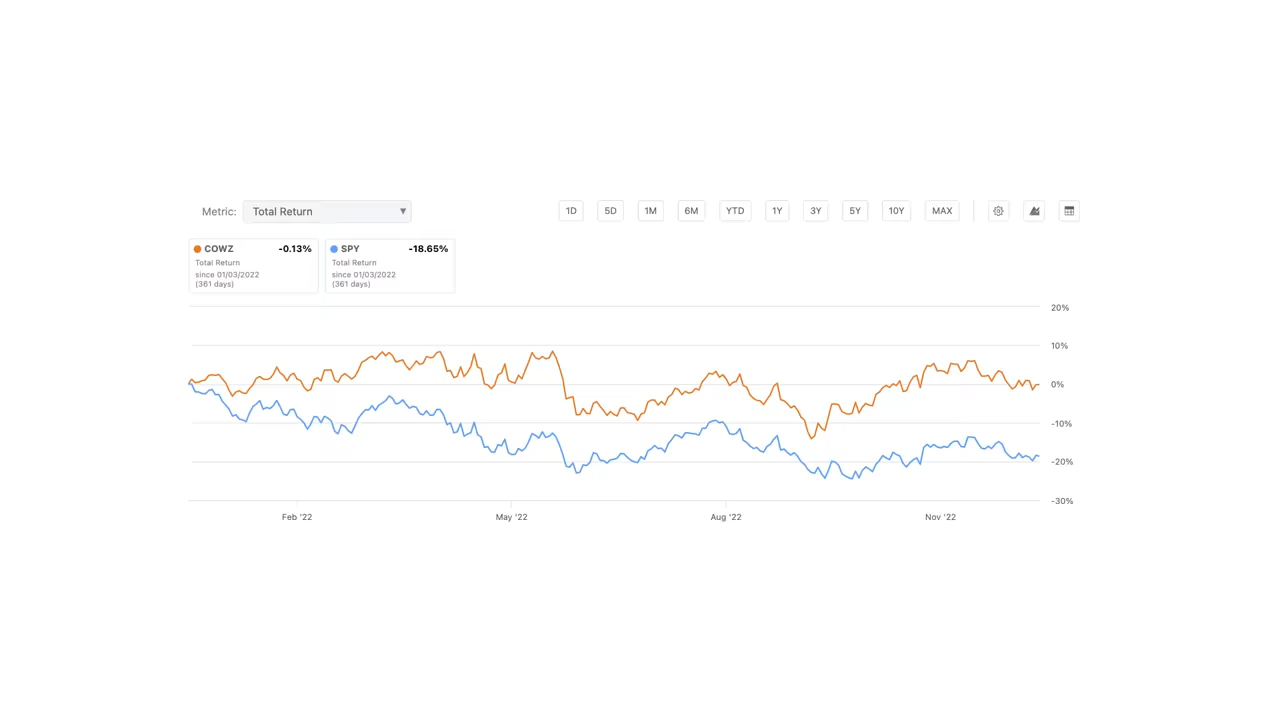 Metric: Total Return ▼ 1D 5D 1M 6M YTD 1Y 3Y 5Y 10Y MAX
COWZ -0.13%
Total Return
since 01/03/2022
(361 days)
SPY -18.65%
Total Return
since 01/03/2022
(361 days)
20%
10%
0%
-10%
-20%
-30%
Feb '22 May '22 Aug '22 Nov '22